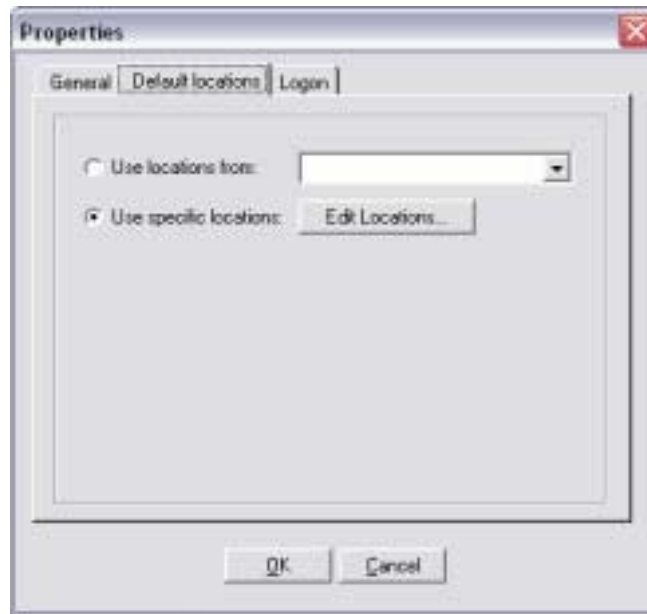 Properties
General Default locations Logon
Use locations from:
Use specific locations: Edit Locations...
OK Cancel